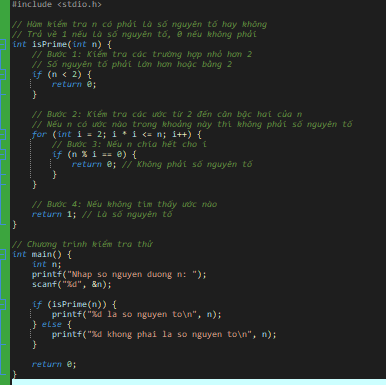 #include <stdio.h>
// Hàm kiểm tra n có phải là số nguyên tố hay không
// Trả về 1 nếu là số nguyên tố, 0 nếu không phải
int isPrime(int n) {
// Bước 1: Kiểm tra các trường hợp nhỏ hơn 2
// Số nguyên tố phải lớn hơn hoặc bằng 2
if (n < 2) {
return 0;
}
// Bước 2: Kiểm tra các ước từ 2 đến căn bậc hai của n
// Nếu n có ước nào trong khoảng này thì không phải số nguyên tố
for (int i = 2; i * i <= n; i++) {
// Bước 3: Nếu n chia hết cho i
if (n % i == 0) {
return 0; // Không phải số nguyên tố
}
}
// Bước 4: Nếu không tìm thấy ước nào
return 1; // Là số nguyên tố
}
// Chương trình kiểm tra thử
int main() {
int n;
printf("Nhap so nguyen duong n: ");
scanf("%d", &n);
if (isPrime(n)) {
printf("%d la so nguyen to\n", n);
} else {
printf("%d khong phai la so nguyen to\n", n);
}
return 0;
}